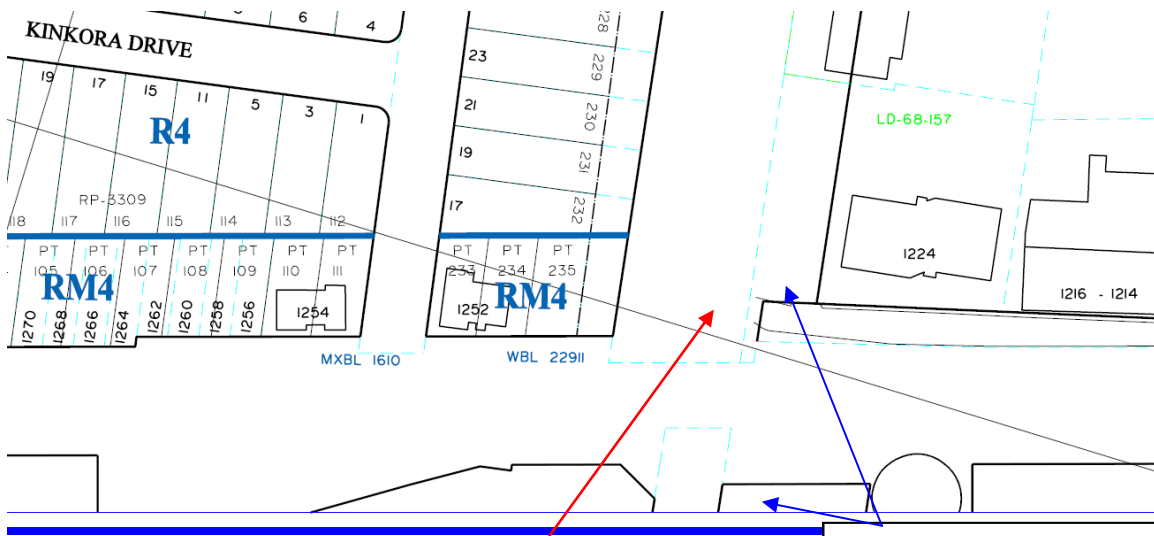 6
4
KINKORA DRIVE
19
17
15
11
5
3
1
R4
RP-3309
118
117
116
115
114
113
112
PT
PT
PT
PT
PT
PT
PT
105
106
107
108
109
110
111
RM4
1270
1268
1266
1264
1262
1260
1258
1256
1254
MXBL 1610
23
21
19
17
228
229
230
231
232
PT
PT
PT
233
234
235
1252
RM4
WBL 22911
LD-68-157
1224
1216 - 1214